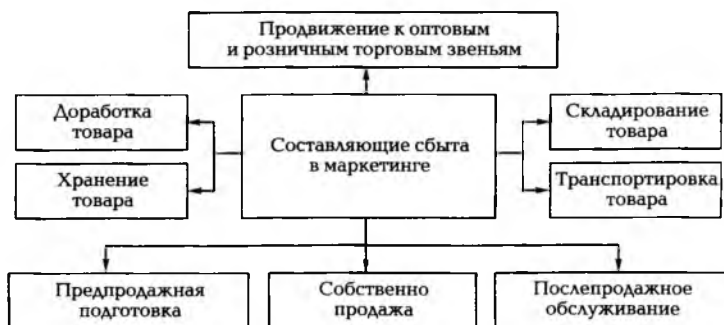 Продвижение к оптовым
и розничным торговым звеньям
Доработка
товара
Составляющие сбыта
в маркетинге
Складирование
товара
Хранение
товара
Транспортировка
товара
Предпродажная
подготовка
Собственно
продажа
Послепродажное
обслуживание